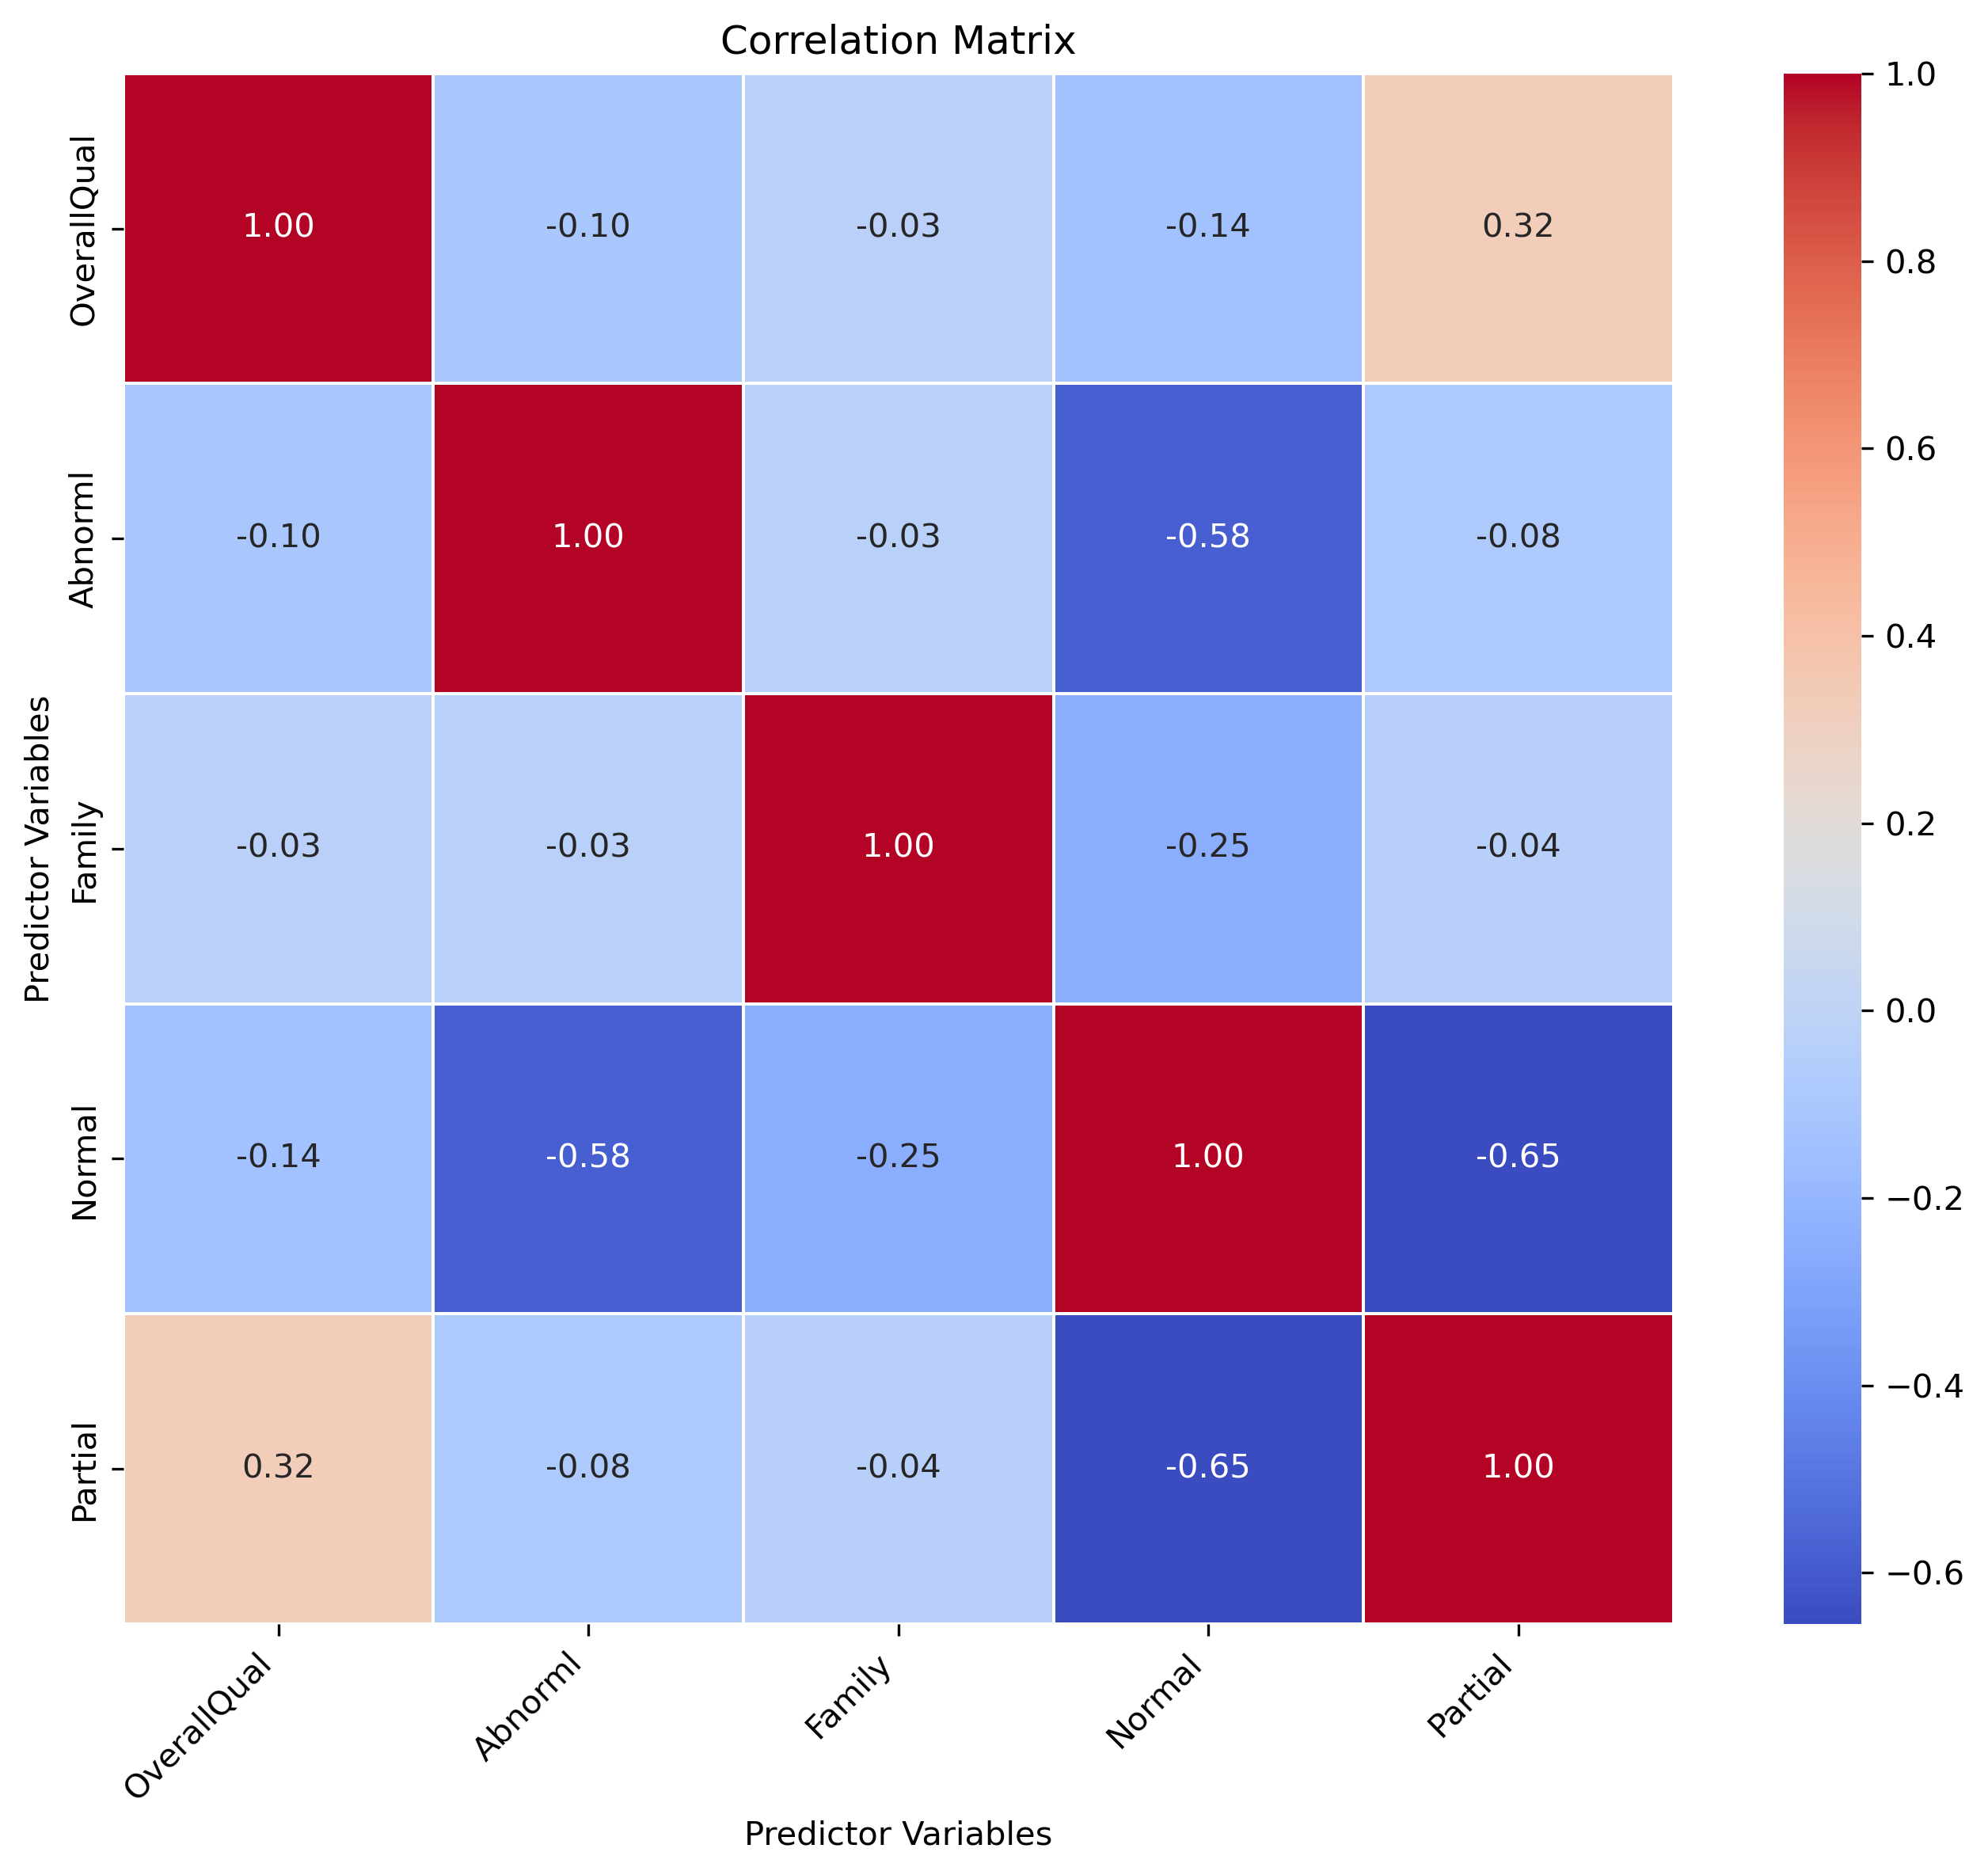 Correlation Matrix
Predictor Variables
OverallQual 1.00 -0.10 -0.03 -0.14 0.32
Abnorml -0.10 1.00 -0.03 -0.58 -0.08
Family -0.03 -0.03 1.00 -0.25 -0.04
Normal -0.14 -0.58 -0.25 1.00 -0.65
Partial 0.32 -0.08 -0.04 -0.65 1.00
OverallQual Abnorml Family Normal Partial
Predictor Variables
1.0
0.8
0.6
0.4
0.2
0.0
−0.2
−0.4
−0.6